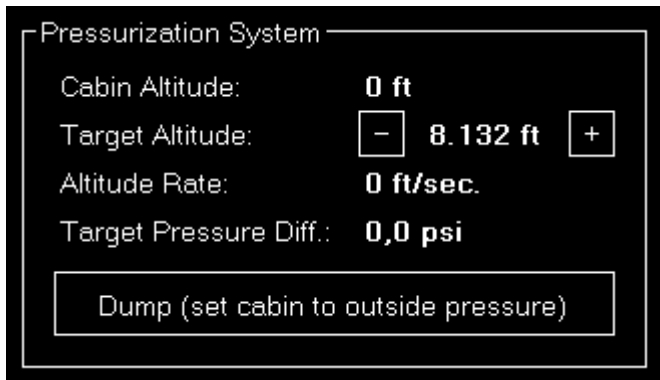 Pressurization System
Cabin Altitude: 0 ft
Target Altitude: - 8.132 ft +
Altitude Rate: 0 ft/sec.
Target Pressure Diff.: 0,0 psi
Dump (set cabin to outside pressure)